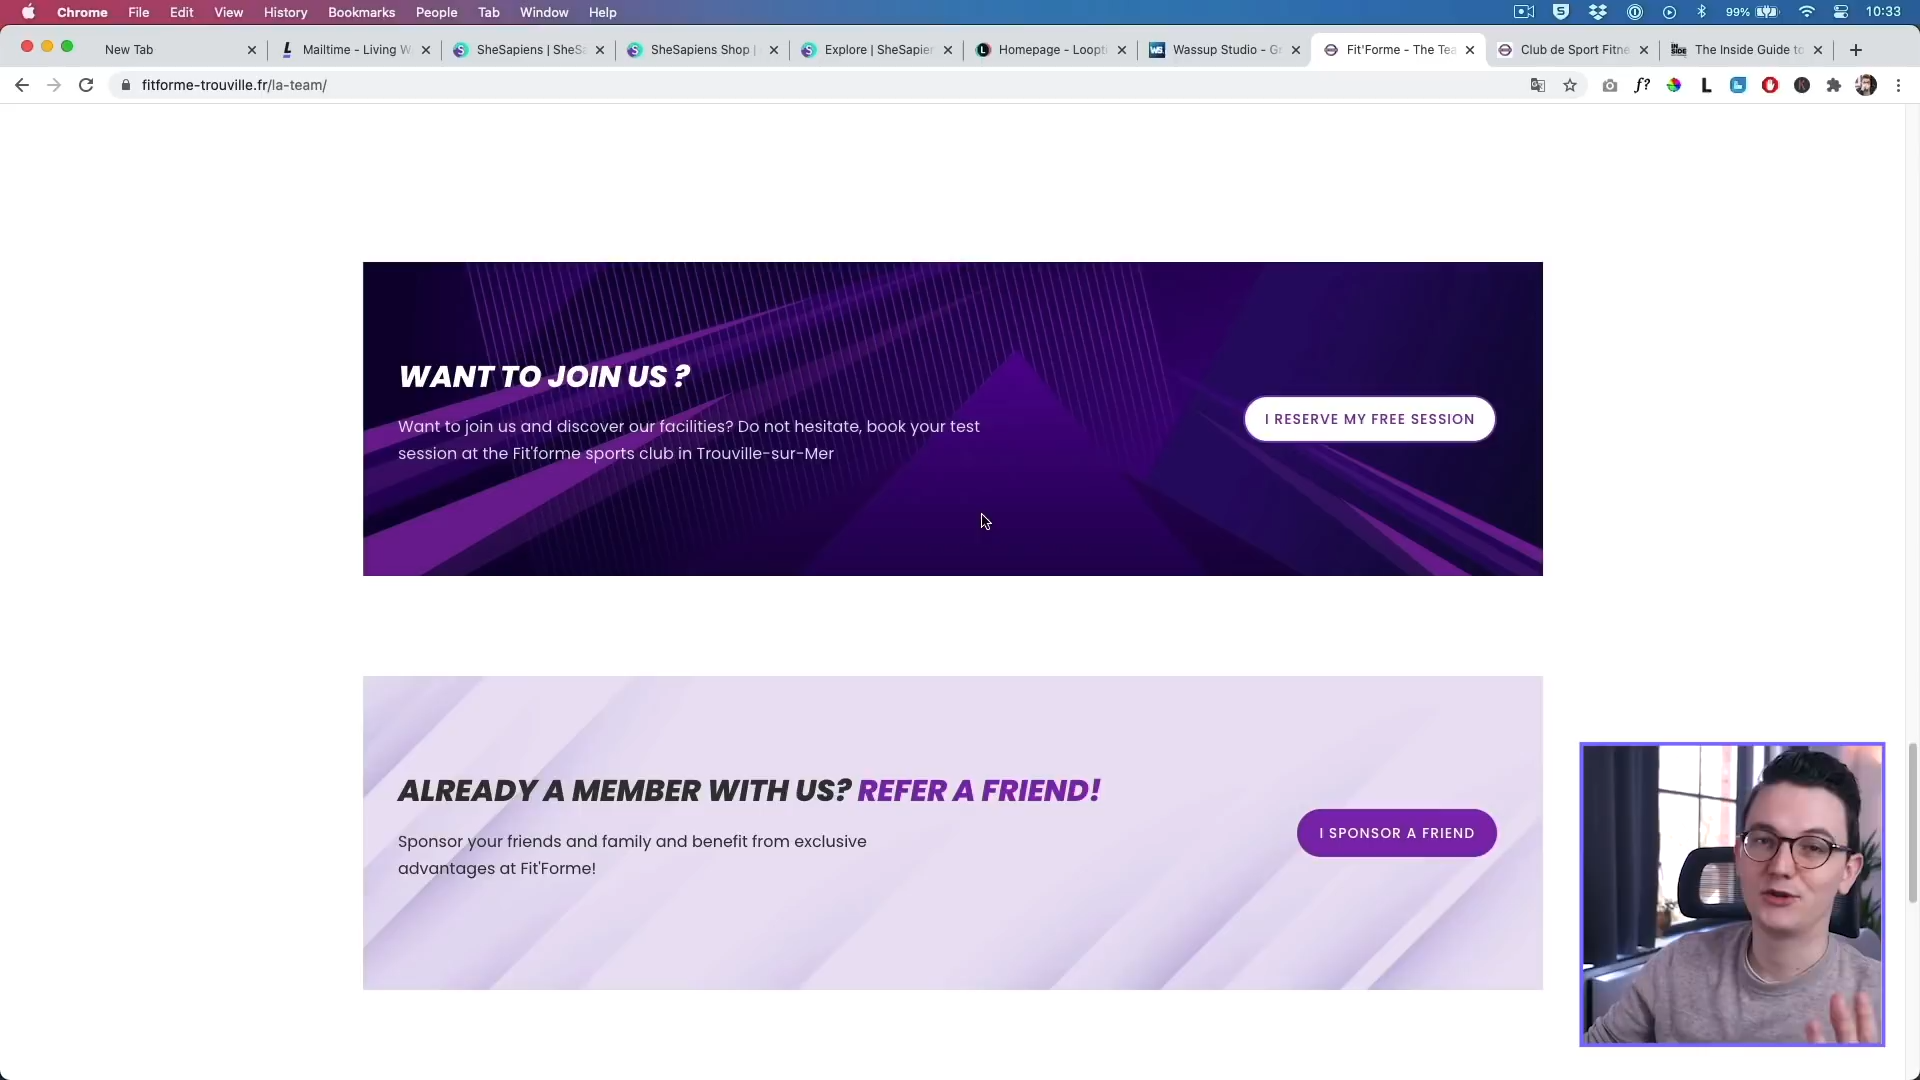 Chrome File Edit View History Bookmarks People Tab Window Help 99% 10:33
New Tab Mailtime - Living W SheSapiens | SheS SheSapiens Shop | Explore | SheSapien Homepage - Loopt Wassup Studio - Gr Fit'Forme - The Tea Club de Sport Fitne The Inside Guide to
fitforme-trouville.fr/la-team/
WANT TO JOIN US ?
Want to join us and discover our facilities? Do not hesitate, book your test
session at the Fit'forme sports club in Trouville-sur-Mer
I RESERVE MY FREE SESSION
ALREADY A MEMBER WITH US? REFER A FRIEND!
Sponsor your friends and family and benefit from exclusive
advantages at Fit'Forme!
I SPONSOR A FRIEND